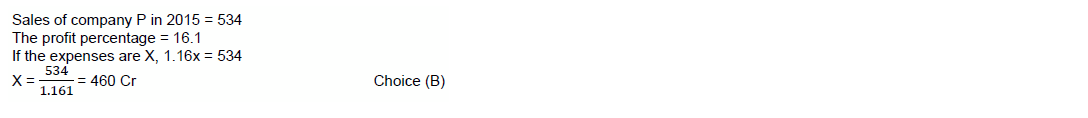 Sales of company P in 2015 = 534
The profit percentage = 16.1
If the expenses are X, 1.16x = 534
X = 534/1.161 = 460 Cr Choice (B)